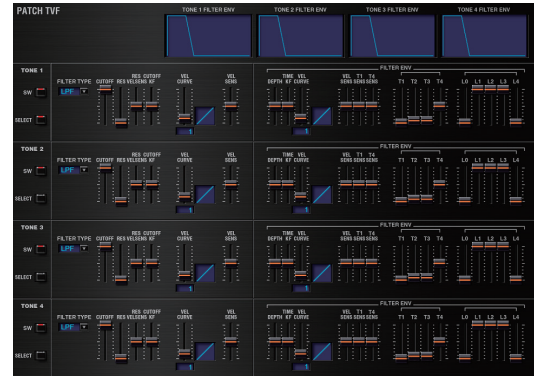 PATCH TVF
TONE 1 FILTER ENV TONE 2 FILTER ENV TONE 3 FILTER ENV TONE 4 FILTER ENV
TONE 1
FILTER ENV
RES CUTOFF VEL VEL TIME VEL VEL T1 T4
FILTER TYPE CUTOFF RES VELSENS KF CURVE SENS DEPTH KF CURVE SENS SENS SENS T1 T2 T3 T4 L0 L1 L2 L3 L4
SW LPF
SELECT
1 1
TONE 2
FILTER ENV
RES CUTOFF VEL VEL TIME VEL VEL T1 T4
FILTER TYPE CUTOFF RES VELSENS KF CURVE SENS DEPTH KF CURVE SENS SENS SENS T1 T2 T3 T4 L0 L1 L2 L3 L4
SW LPF
SELECT
1 1
TONE 3
FILTER ENV
RES CUTOFF VEL VEL TIME VEL VEL T1 T4
FILTER TYPE CUTOFF RES VELSENS KF CURVE SENS DEPTH KF CURVE SENS SENS SENS T1 T2 T3 T4 L0 L1 L2 L3 L4
SW LPF
SELECT
1 1
TONE 4
FILTER ENV
RES CUTOFF VEL VEL TIME VEL VEL T1 T4
FILTER TYPE CUTOFF RES VELSENS KF CURVE SENS DEPTH KF CURVE SENS SENS SENS T1 T2 T3 T4 L0 L1 L2 L3 L4
SW LPF
SELECT
1 1